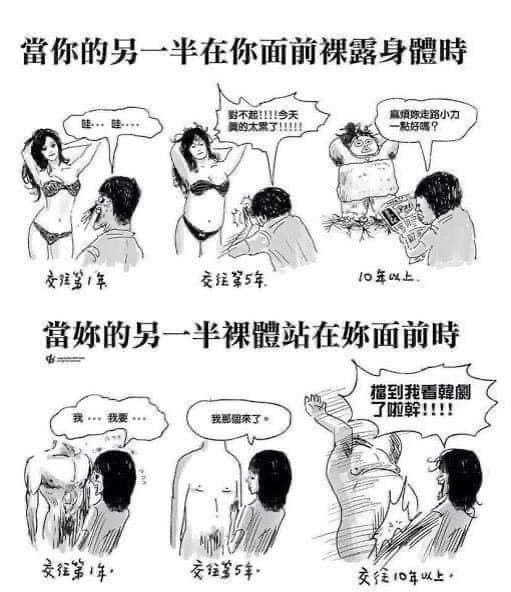 當你的另一半在你面前裸露身體時
哇… 哇‥‥
對不起!!!!今天
真的太累了!!!!!
麻煩妳走路小力
一點好嗎?
交往第1年
交往第5年.
10年以上.
當妳的另一半裸體站在妳面前時
我 … 我要 …
我那個來了。
擋到我看韓劇
了啦幹!!!!
交往第1年.
交往第5年.
交往10年以上.